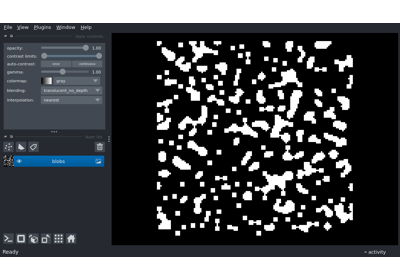 File View Plugins Window Help
opacity: 1.00
contrast limits:
auto-contrast: once continuous
gamma: 1.00
colormap: gray
blending: translucent_no_depth
interpolation: nearest
blobs
Ready
activity